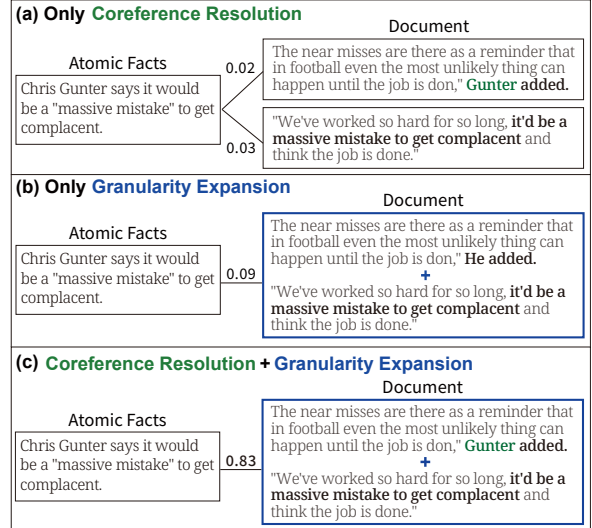 (a) Only Coreference Resolution
Document
Atomic Facts
Chris Gunter says it would
be a "massive mistake" to get
complacent.
0.02
0.03
The near misses are there as a reminder that
in football even the most unlikely thing can
happen until the job is don," Gunter added.
"We've worked so hard for so long, it'd be a
massive mistake to get complacent and
think the job is done."
(b) Only Granularity Expansion
Document
Atomic Facts
Chris Gunter says it would
be a "massive mistake" to get
complacent.
0.09
The near misses are there as a reminder that
in football even the most unlikely thing can
happen until the job is don," He added.
+
"We've worked so hard for so long, it'd be a
massive mistake to get complacent and
think the job is done."
(c) Coreference Resolution + Granularity Expansion
Document
Atomic Facts
Chris Gunter says it would
be a "massive mistake" to get
complacent.
0.83
The near misses are there as a reminder that
in football even the most unlikely thing can
happen until the job is don," Gunter added.
+
"We've worked so hard for so long, it'd be a
massive mistake to get complacent and
think the job is done."